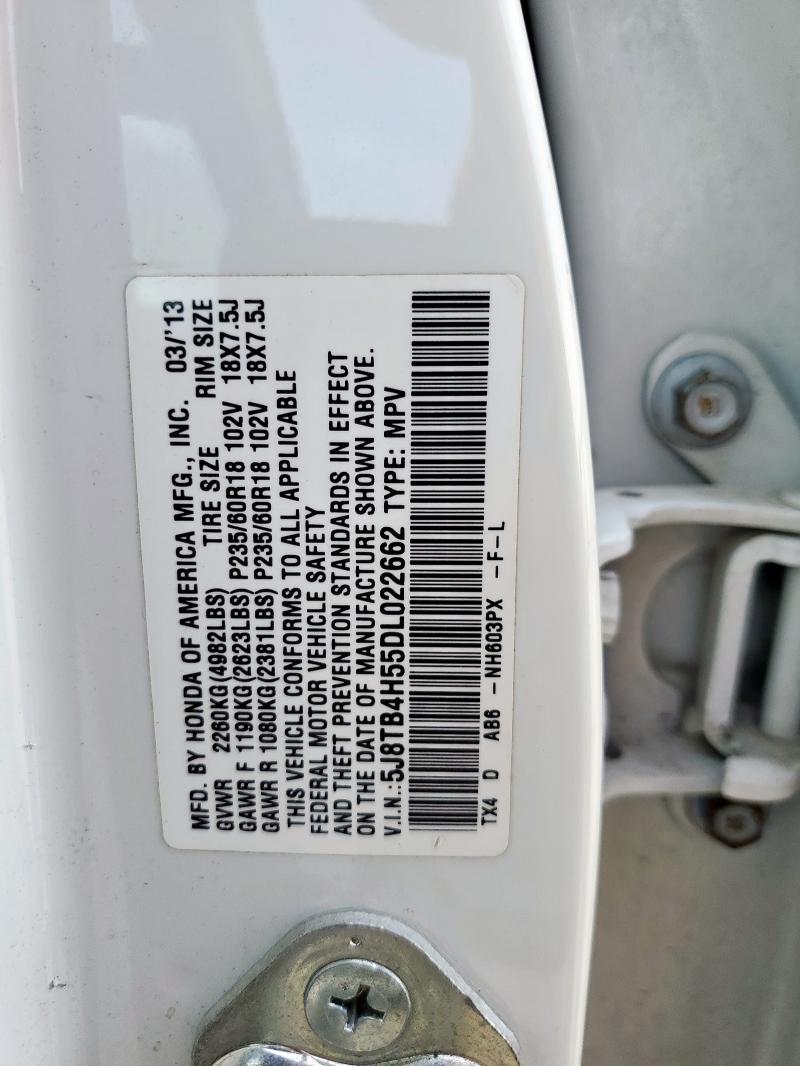 MFD. BY HONDA OF AMERICA MFG., INC. 03/'13
GVWR 2260KG(4982LBS) TIRE SIZE RIM SIZE
GAWR F 1190KG(2623LBS) P235/60R18 102V 18X7.5J
GAWR R 1080KG(2381LBS) P235/60R18 102V 18X7.5J
THIS VEHICLE CONFORMS TO ALL APPLICABLE
FEDERAL MOTOR VEHICLE SAFETY
AND THEFT PREVENTION STANDARDS IN EFFECT
ON THE DATE OF MANUFACTURE SHOWN ABOVE.
V.I.N.:5J8TB4H55DL022662 TYPE: MPV
TX4 D AB6 -NH603PX -F-L